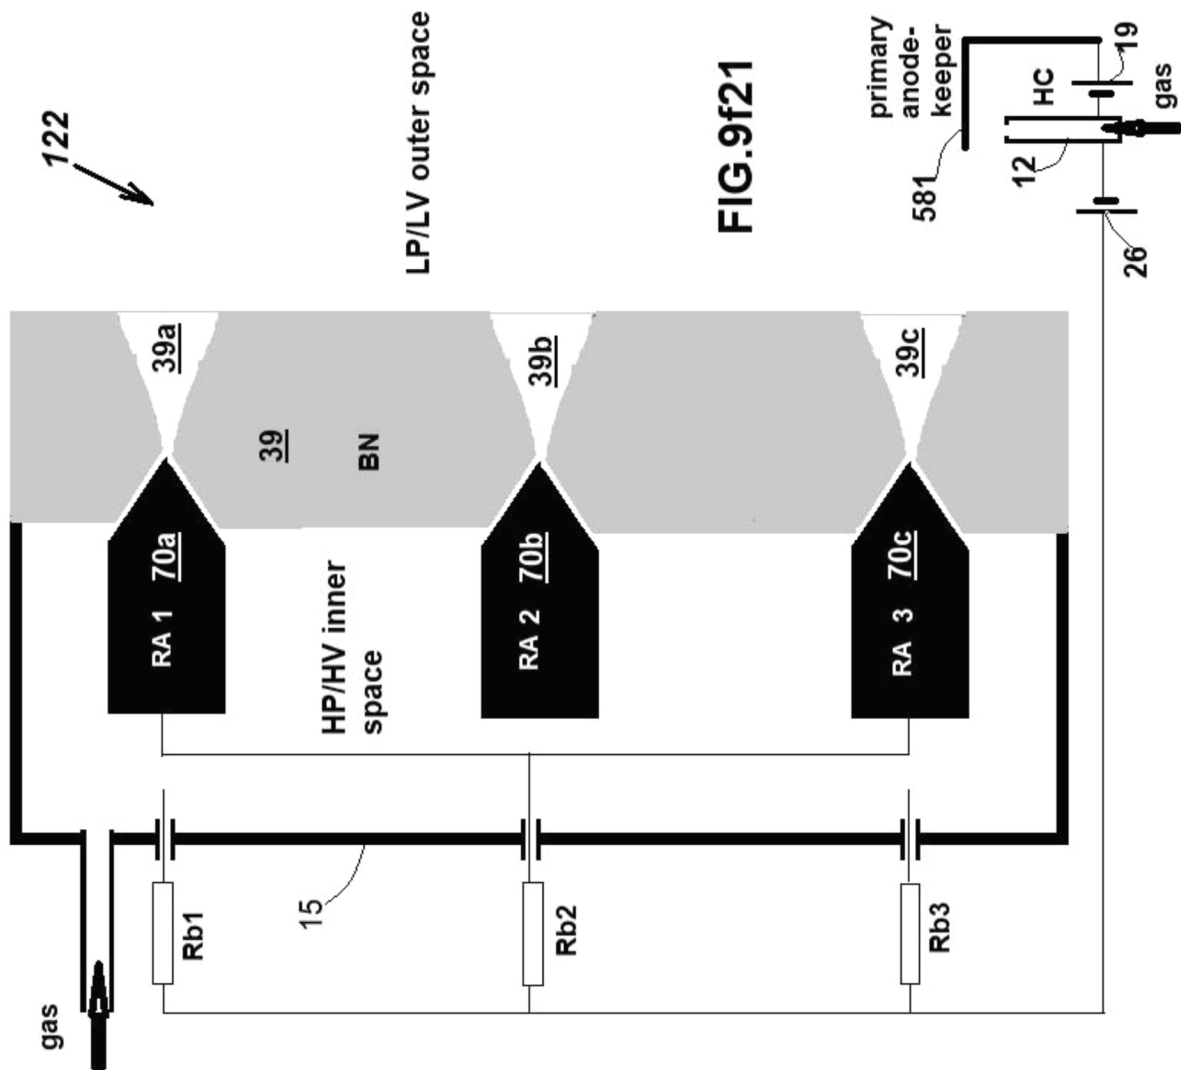 gas
122
RA 1 70a
39a
Rb1
39
15
HP/HV inner
space
BN
LP/LV outer space
RA 2 70b
39b
Rb2
FIG.9f21
primary
anode-
keeper
RA 3 70c
39c
581
Rb3
12
HC
19
26
gas